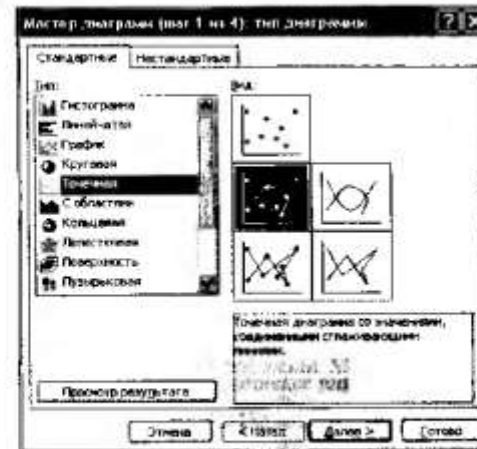 Мастер диаграмм (шаг 1 из 4): тип диаграммы
Стандартные
Нестандартные
Тип:
Гистограмма
Линейчатая
График
Круговая
Точечная
С областями
Кольцевая
Лепестковая
Поверхность
Пузырьковая
Вид:
Точечная диаграмма со значениями,
соединенными сглаживающими
линиями.
Просмотр результата
Отмена
< Назад
Далее >
Готово